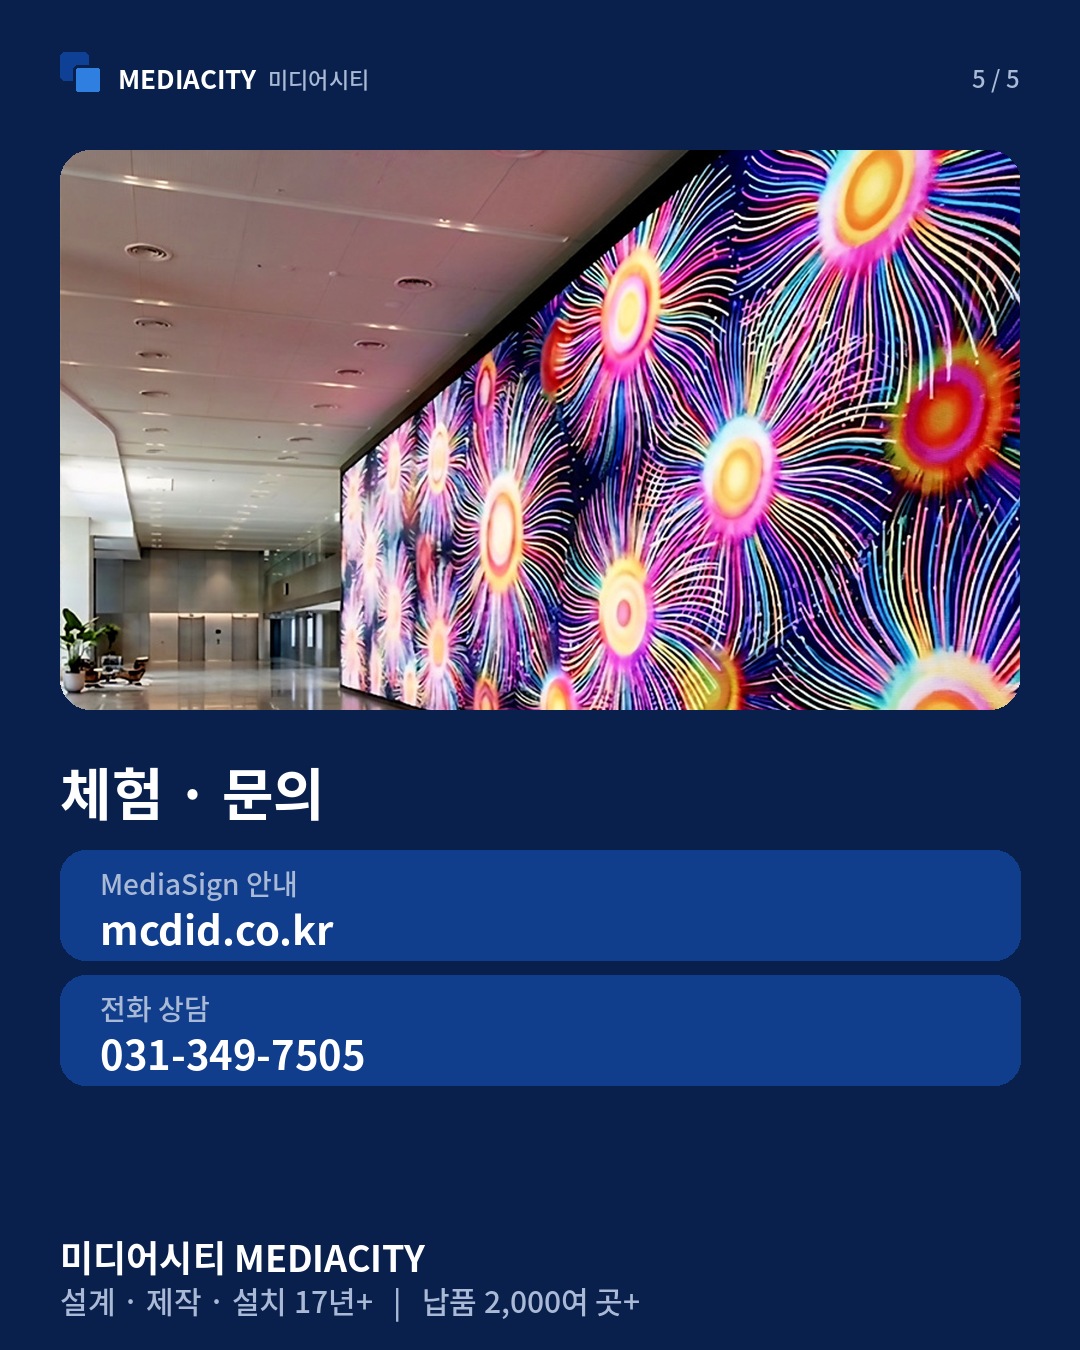 MEDIACITY 미디어시티
5 / 5
체험 · 문의
MediaSign 안내
mcdid.co.kr
전화 상담
031-349-7505
미디어시티 MEDIACITY
설계 · 제작 · 설치 17년+ | 납품 2,000여 곳+